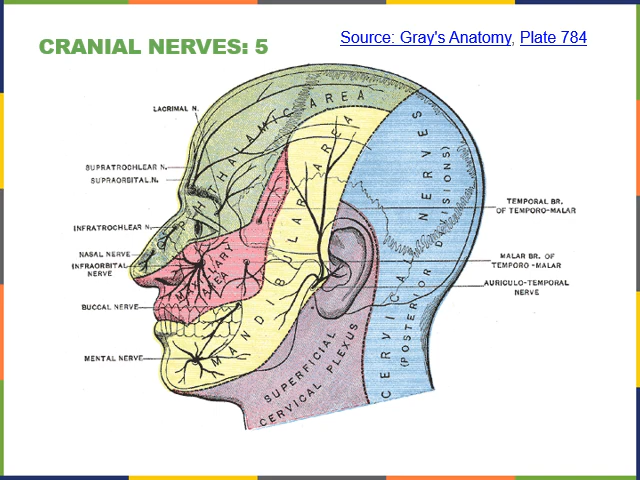 CRANIAL NERVES: 5
Source: Gray's Anatomy, Plate 784
LACRIMAL N.
SUPRATROCHLEAR N.
SUPRAORBITAL N.
INFRATROCHLEAR N.
NASAL NERVE
INFRAORBITAL
NERVE
BUCCAL NERVE
MENTAL NERVE
OPHTHALMIC AREA
MAXILLARY
AREA
MANDIBULAR AREA
SUPERFICIAL
CERVICAL PLEXUS
CERVICAL NERVES
(POSTERIOR DIVISIONS)
TEMPORAL BR.
OF TEMPORO-MALAR
MALAR BR. OF
TEMPORO-MALAR
AURICULO-TEMPORAL
NERVE